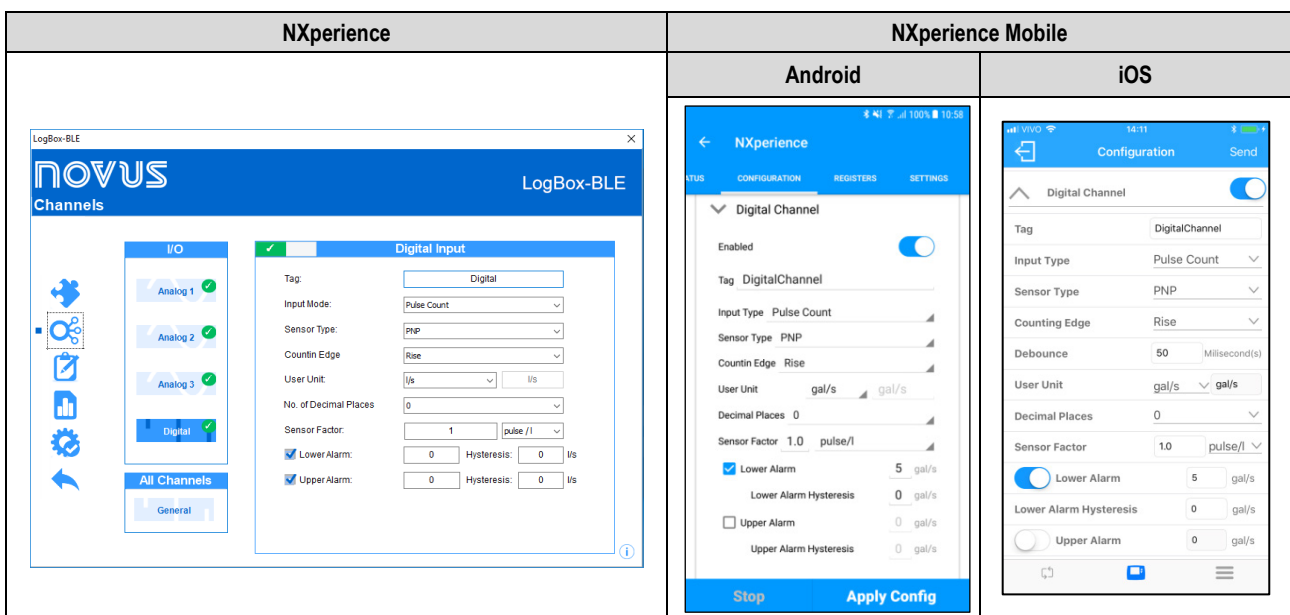 NXperience
NXperience Mobile
Android
iOS
LogBox-BLE
NOVUS
LogBox-BLE
Channels
I/O
Analog 1
Analog 2
Analog 3
Digital
All Channels
General
Digital Input
Tag: Digital
Input Mode: Pulse Count
Sensor Type: PNP
Countin Edge Rise
User Unit: l/s l/s
No. of Decimal Places 0
Sensor Factor: 1 pulse / l
Lower Alarm: 0 Hysteresis: 0 l/s
Upper Alarm: 0 Hysteresis: 0 l/s
100% 10:58
NXperience
ATUS CONFIGURATION REGISTERS SETTINGS
Digital Channel
Enabled
Tag DigitalChannel
Input Type Pulse Count
Sensor Type PNP
Countin Edge Rise
User Unit gal/s gal/s
Decimal Places 0
Sensor Factor 1.0 pulse/l
Lower Alarm 5 gal/s
Lower Alarm Hysteresis 0 gal/s
Upper Alarm 0 gal/s
Upper Alarm Hysteresis 0 gal/s
Stop Apply Config
VIVO 14:11
Configuration Send
Digital Channel
Tag DigitalChannel
Input Type Pulse Count
Sensor Type PNP
Counting Edge Rise
Debounce 50 Milisecond(s)
User Unit gal/s gal/s
Decimal Places 0
Sensor Factor 1.0 pulse/l
Lower Alarm 5 gal/s
Lower Alarm Hysteresis 0 gal/s
Upper Alarm 0 gal/s